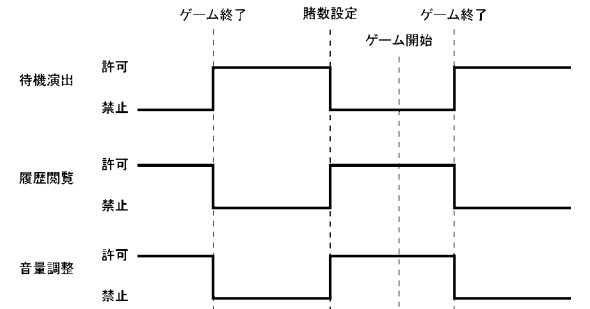 ゲーム終了
賭数設定
ゲーム終了
ゲーム開始
待機演出
許可
禁止
履歴閲覧
許可
禁止
音量調整
許可
禁止